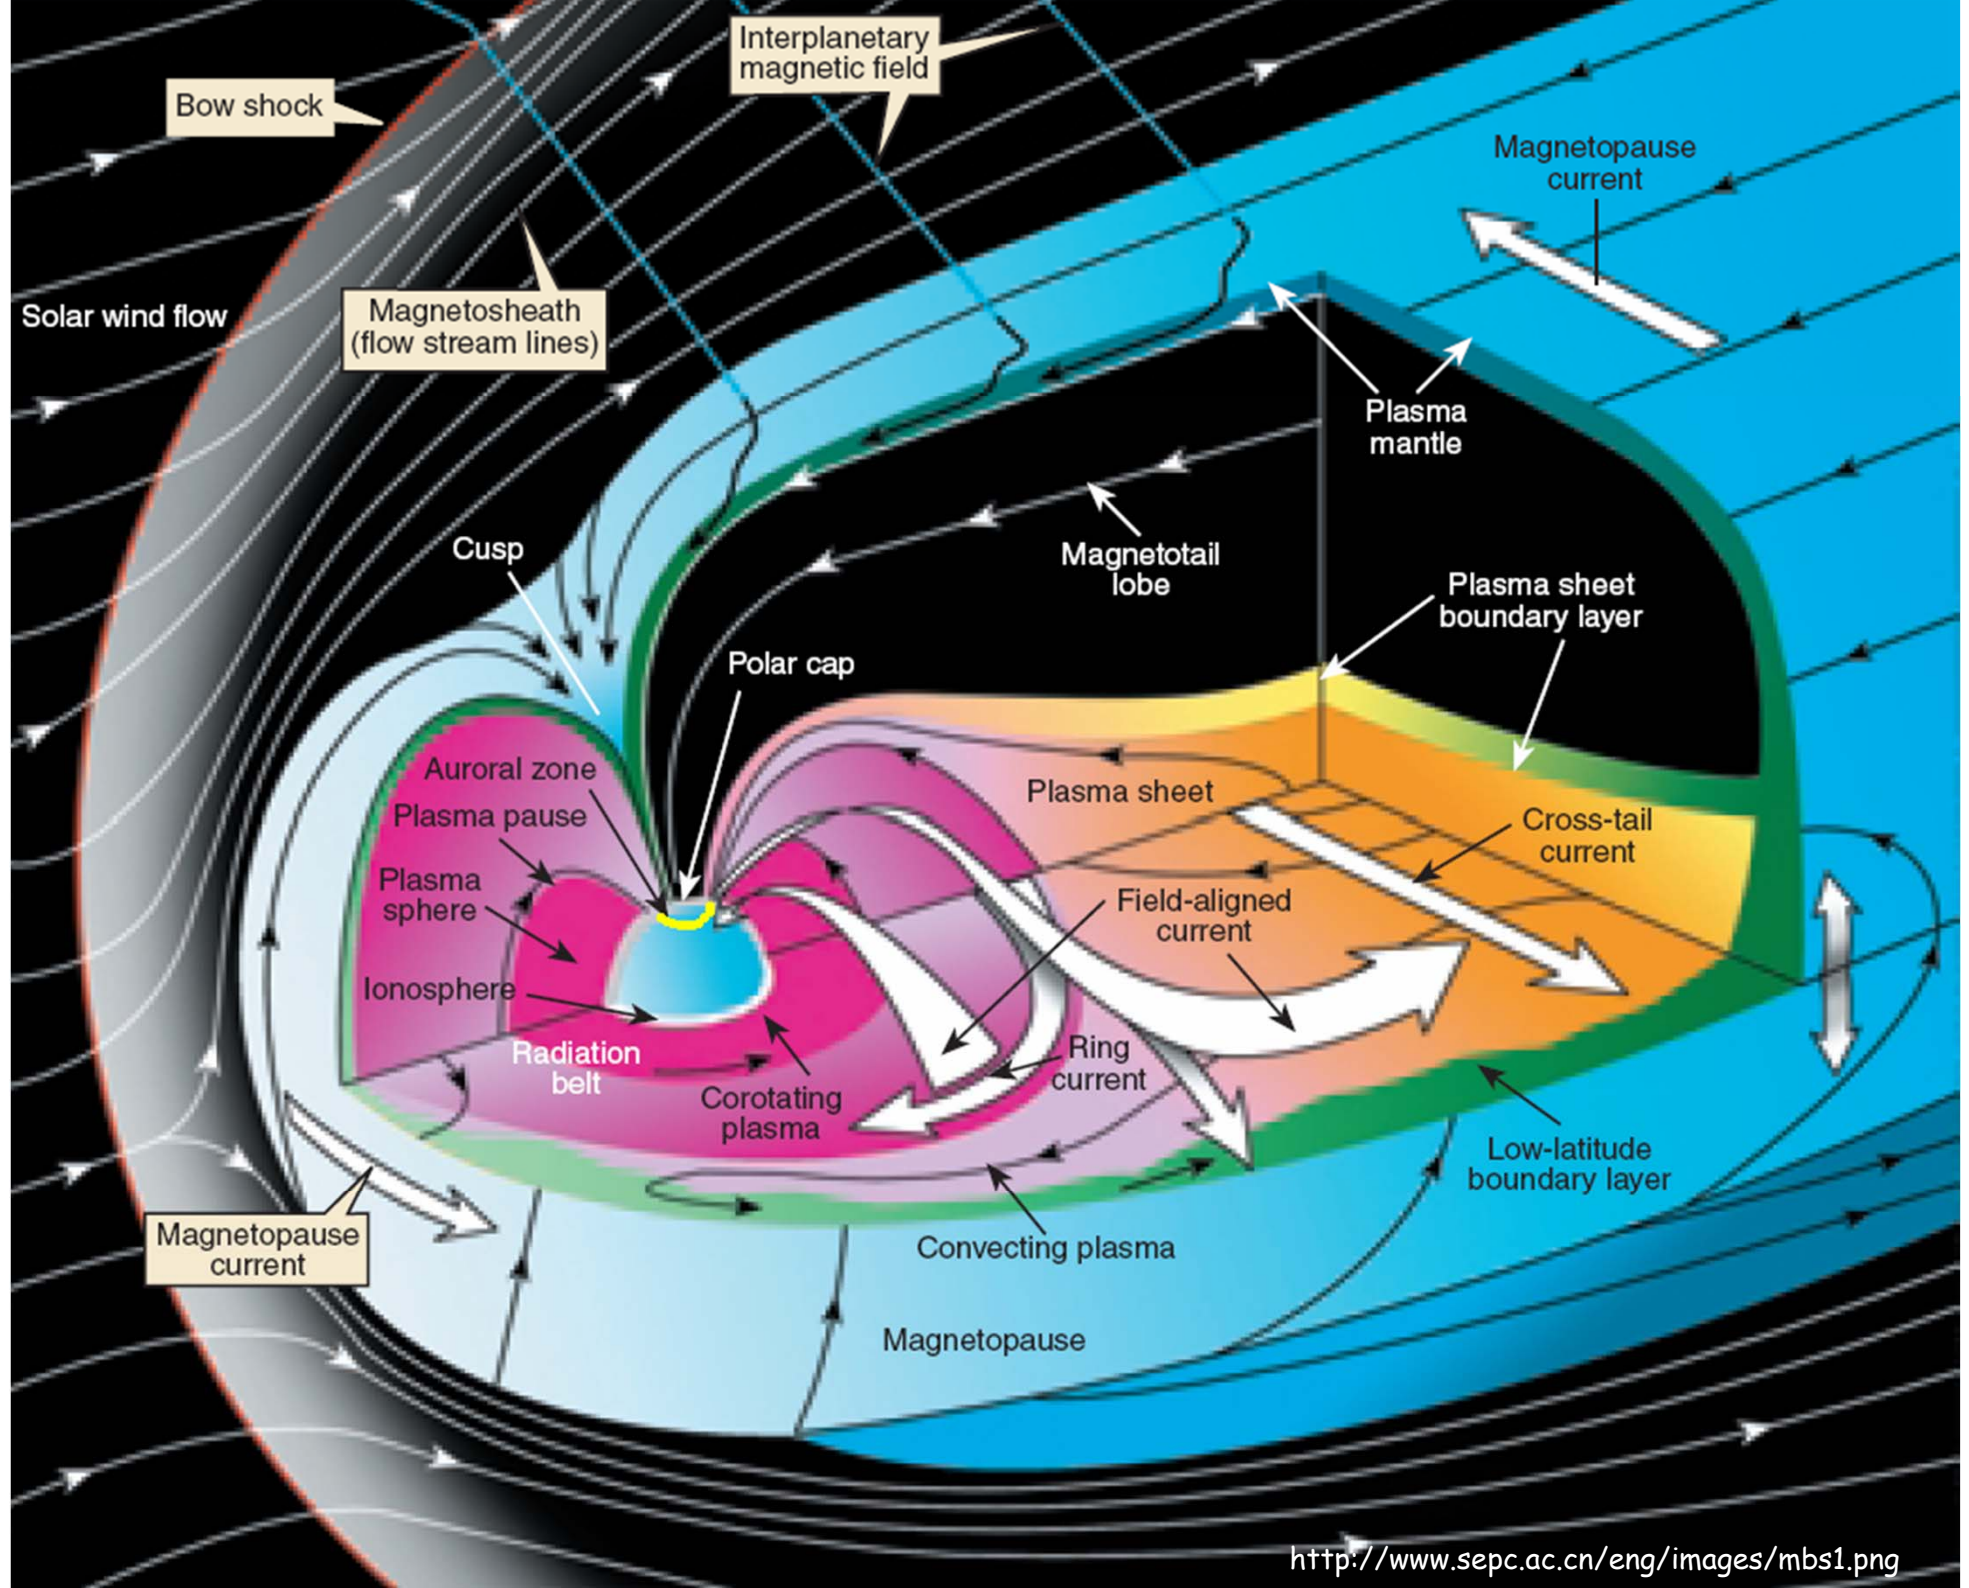 Interplanetary
magnetic field
Bow shock
Magnetopause
current
Magnetosheath
(flow stream lines)
Solar wind flow
Plasma
mantle
Cusp
Magnetotail
lobe
Plasma sheet
boundary layer
Polar cap
Auroral zone
Plasma pause
Plasma
sphere
Ionosphere
Plasma sheet
Cross-tail
current
Field-aligned
current
Radiation
belt
Corotating
plasma
Ring
current
Low-latitude
boundary layer
Magnetopause
current
Convecting plasma
Magnetopause
http://www.sepc.ac.cn/eng/images/mbs1.png